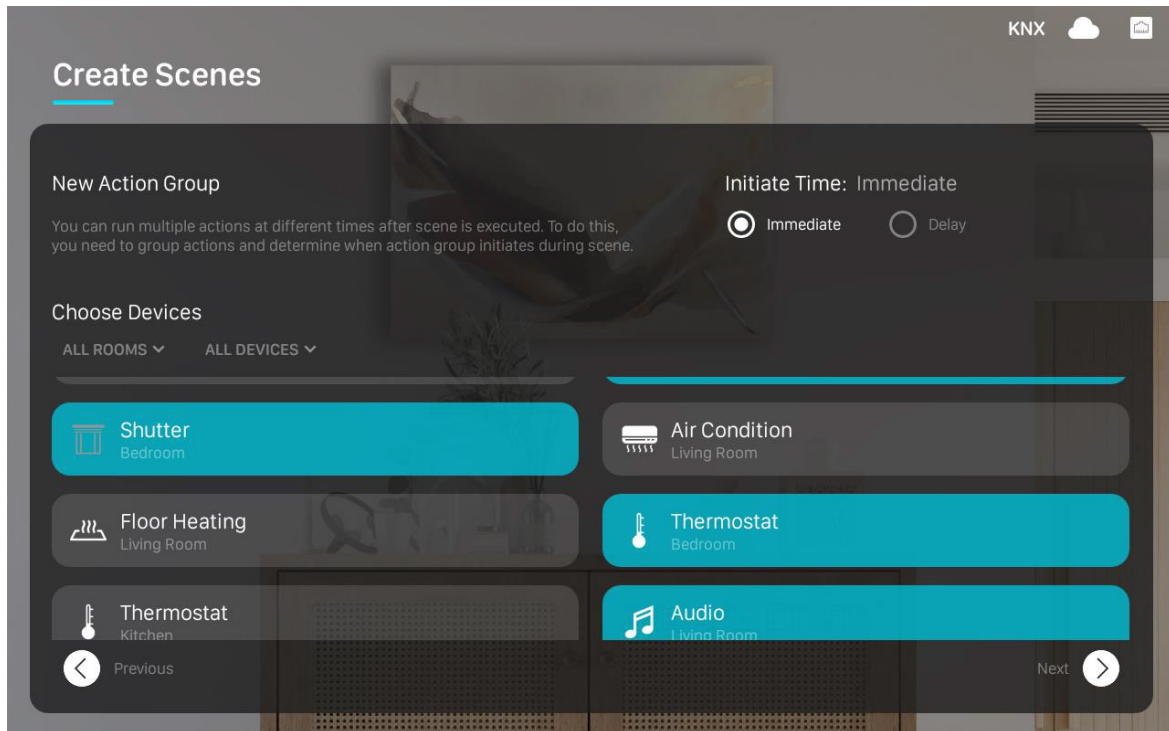 KNX
Create Scenes
New Action Group
You can run multiple actions at different times after scene is executed. To do this,
you need to group actions and determine when action group initiates during scene.
Initiate Time: Immediate
Immediate
Delay
Choose Devices
ALL ROOMS
ALL DEVICES
Shutter
Bedroom
Air Condition
Living Room
Floor Heating
Living Room
Thermostat
Bedroom
Thermostat
Kitchen
Audio
Living Room
Previous
Next